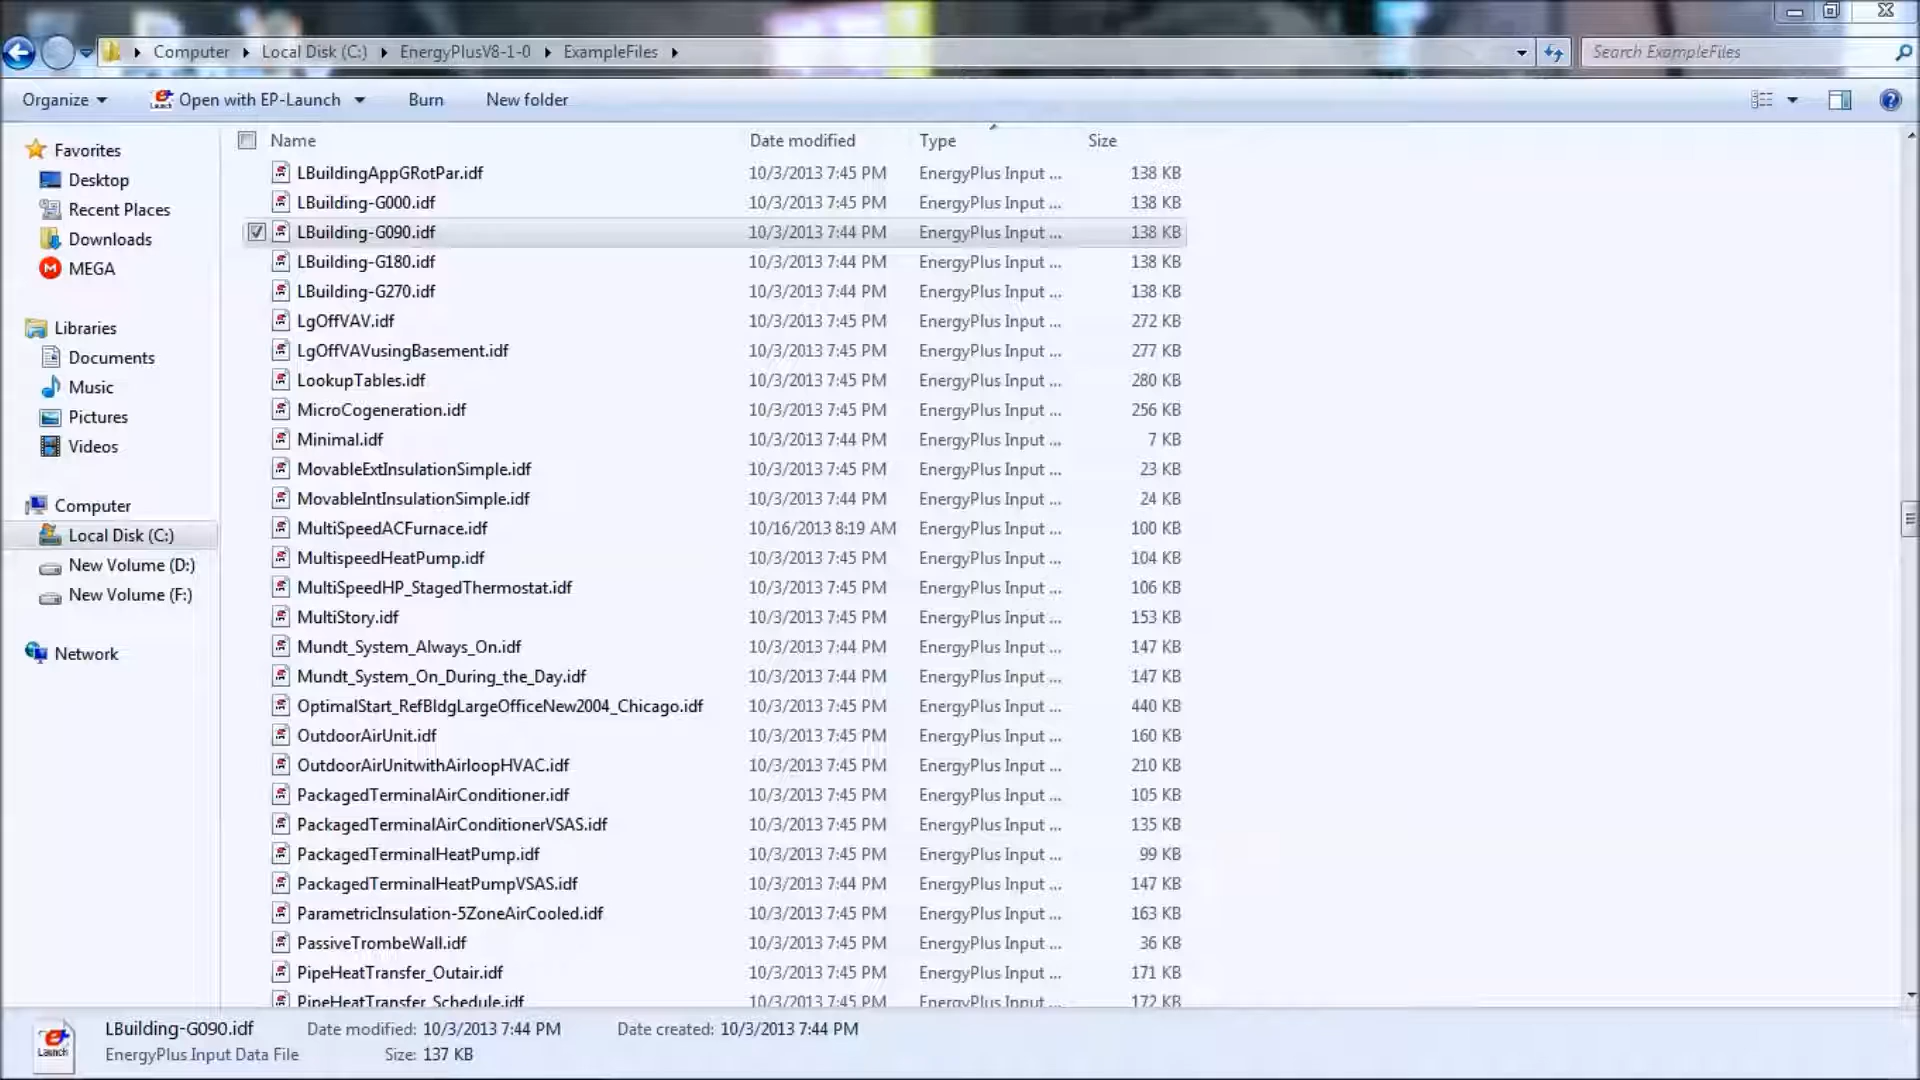 Computer Local Disk (C:) EnergyPlusV8-1-0 ExampleFiles Search ExampleFiles
Organize Open with EP-Launch Burn New folder
Name Date modified Type Size
Favorites
Desktop
Recent Places
Downloads
MEGA
Libraries
Documents
Music
Pictures
Videos
Computer
Local Disk (C:)
New Volume (D:)
New Volume (F:)
Network
LBuildingAppGRotPar.idf 10/3/2013 7:45 PM EnergyPlus Input ... 138 KB
LBuilding-G000.idf 10/3/2013 7:45 PM EnergyPlus Input ... 138 KB
LBuilding-G090.idf 10/3/2013 7:44 PM EnergyPlus Input ... 138 KB
LBuilding-G180.idf 10/3/2013 7:44 PM EnergyPlus Input ... 138 KB
LBuilding-G270.idf 10/3/2013 7:44 PM EnergyPlus Input ... 138 KB
LgOffVAV.idf 10/3/2013 7:45 PM EnergyPlus Input ... 272 KB
LgOffVAVusingBasement.idf 10/3/2013 7:45 PM EnergyPlus Input ... 277 KB
LookupTables.idf 10/3/2013 7:45 PM EnergyPlus Input ... 280 KB
MicroCogeneration.idf 10/3/2013 7:45 PM EnergyPlus Input ... 256 KB
Minimal.idf 10/3/2013 7:44 PM EnergyPlus Input ... 7 KB
MovableExtInsulationSimple.idf 10/3/2013 7:45 PM EnergyPlus Input ... 23 KB
MovableIntInsulationSimple.idf 10/3/2013 7:44 PM EnergyPlus Input ... 24 KB
MultiSpeedACFurnace.idf 10/16/2013 8:19 AM EnergyPlus Input ... 100 KB
MultispeedHeatPump.idf 10/3/2013 7:45 PM EnergyPlus Input ... 104 KB
MultiSpeedHP_StagedThermostat.idf 10/3/2013 7:45 PM EnergyPlus Input ... 106 KB
MultiStory.idf 10/3/2013 7:45 PM EnergyPlus Input ... 153 KB
Mundt_System_Always_On.idf 10/3/2013 7:44 PM EnergyPlus Input ... 147 KB
Mundt_System_On_During_the_Day.idf 10/3/2013 7:44 PM EnergyPlus Input ... 147 KB
OptimalStart_RefBldgLargeOfficeNew2004_Chicago.idf 10/3/2013 7:45 PM EnergyPlus Input ... 440 KB
OutdoorAirUnit.idf 10/3/2013 7:45 PM EnergyPlus Input ... 160 KB
OutdoorAirUnitwithAirloopHVAC.idf 10/3/2013 7:45 PM EnergyPlus Input ... 210 KB
PackagedTerminalAirConditioner.idf 10/3/2013 7:45 PM EnergyPlus Input ... 105 KB
PackagedTerminalAirConditionerVSAS.idf 10/3/2013 7:45 PM EnergyPlus Input ... 135 KB
PackagedTerminalHeatPump.idf 10/3/2013 7:45 PM EnergyPlus Input ... 99 KB
PackagedTerminalHeatPumpVSAS.idf 10/3/2013 7:44 PM EnergyPlus Input ... 147 KB
ParametricInsulation-5ZoneAirCooled.idf 10/3/2013 7:45 PM EnergyPlus Input ... 163 KB
PassiveTrombeWall.idf 10/3/2013 7:45 PM EnergyPlus Input ... 36 KB
PipeHeatTransfer_Outair.idf 10/3/2013 7:45 PM EnergyPlus Input ... 171 KB
PipeHeatTransfer_Schedule.idf 10/3/2013 7:45 PM EnergyPlus Input ... 172 KB
LBuilding-G090.idf Date modified: 10/3/2013 7:44 PM Date created: 10/3/2013 7:44 PM
EnergyPlus Input Data File Size: 137 KB
Launch